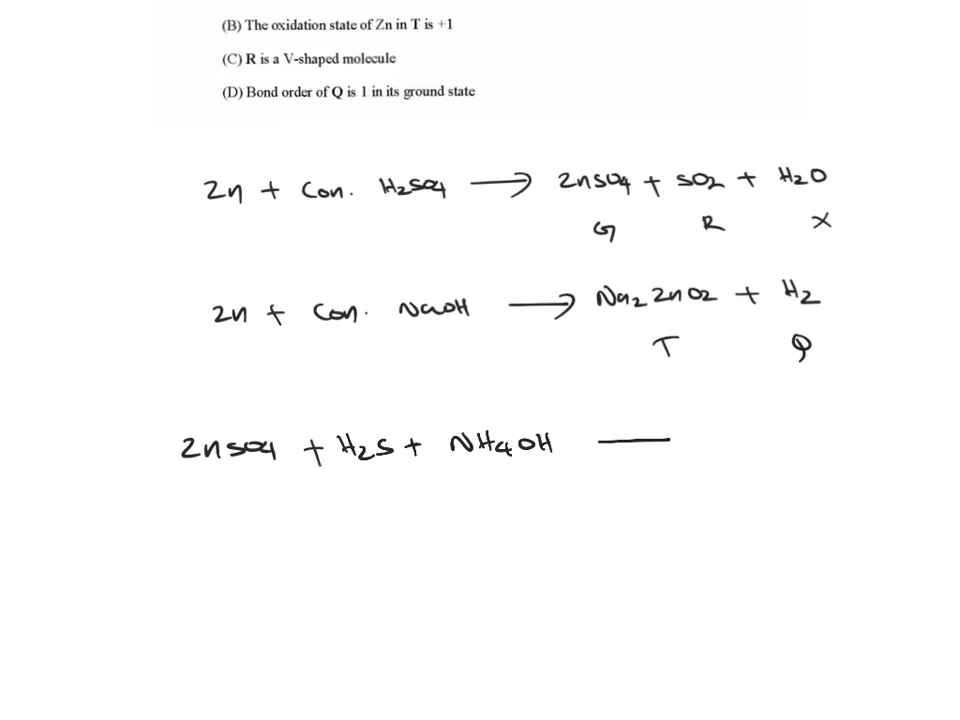 (B) The oxidation state of Zn in T is +1
(C) R is a V-shaped molecule
(D) Bond order of Q is 1 in its ground state
Zn + Con. H2SO4 → ZnSO4 + SO2 + H2O
G R X
Zn + Con. NaOH → Na2ZnO2 + H2
T Q
ZnSO4 + H2S + NH4OH —